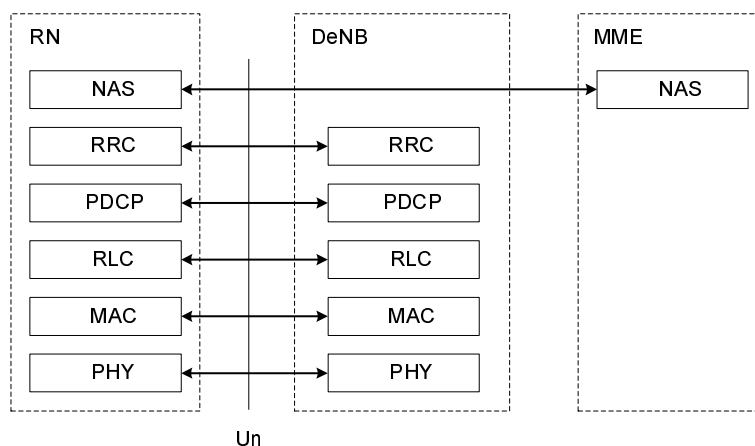 RN DeNB MME
NAS NAS
RRC RRC
PDCP PDCP
RLC RLC
MAC MAC
PHY PHY
Un